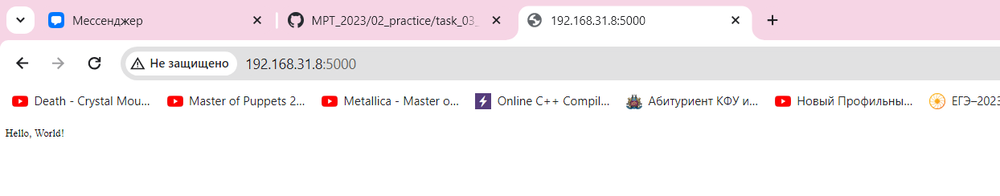 Мессенджер
MPT_2023/02_practice/task_03_
192.168.31.8:5000
Не защищено
192.168.31.8:5000
Death - Crystal Mou...
Master of Puppets 2...
Metallica - Master o...
Online C++ Compil...
Абитуриент КФУ и...
Новый Профильны...
ЕГЭ–2023
Hello, World!